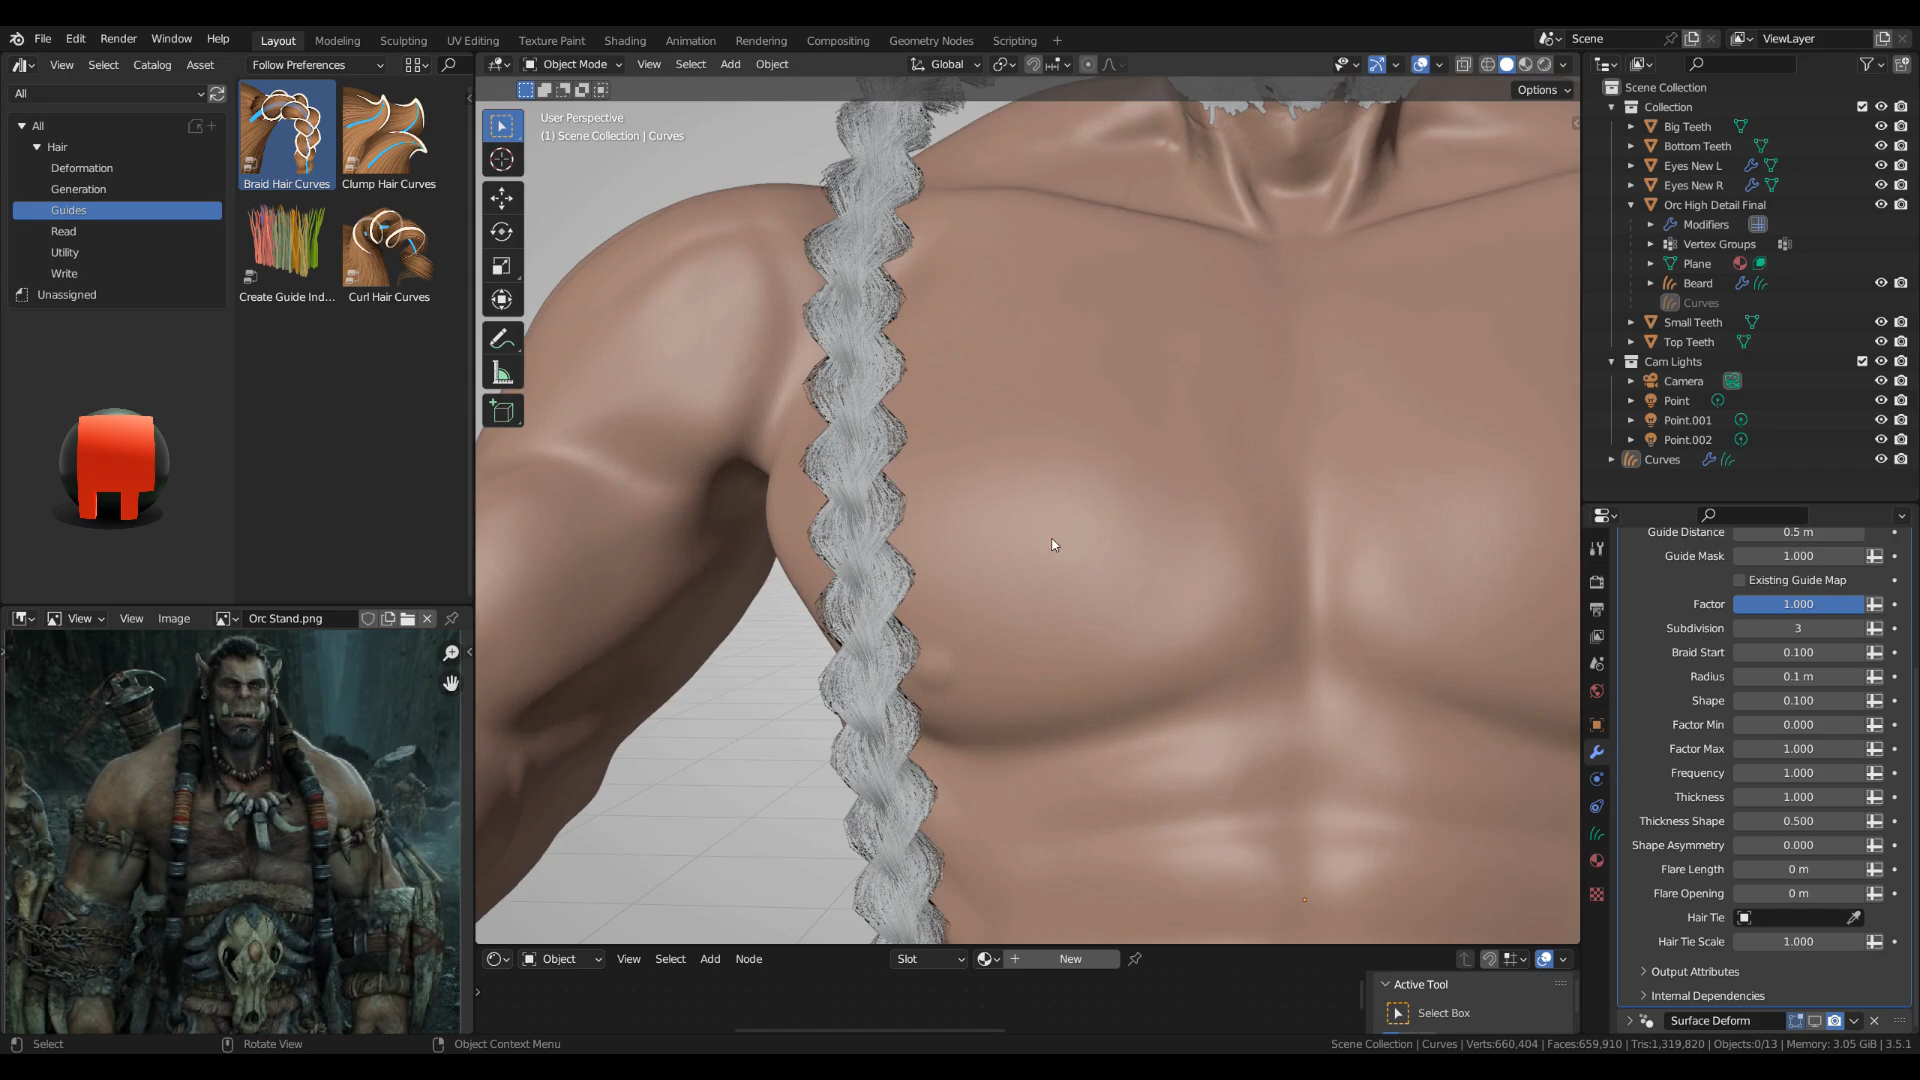 File Edit Render Window Help Layout Modeling Sculpting UV Editing Texture Paint Shading Animation Rendering Compositing Geometry Nodes Scripting Scene ViewLayer
View Select Catalog Asset Follow Preferences
Object Mode View Select Add Object Global
All
Options
All
Hair
Deformation
Generation
Guides
Read
Utility
Write
Unassigned
Braid Hair Curves
Clump Hair Curves
Create Guide Ind...
Curl Hair Curves
User Perspective
(1) Scene Collection | Curves
Scene Collection
Collection
Big Teeth
Bottom Teeth
Eyes New L
Eyes New R
Orc High Detail Final
Modifiers
Vertex Groups
Plane
Beard
Curves
Small Teeth
Top Teeth
Cam Lights
Camera
Point
Point.001
Point.002
Curves
Guide Distance 0.5 m
Guide Mask 1.000
Existing Guide Map
Factor 1.000
Subdivision 3
Braid Start 0.100
Radius 0.1 m
Shape 0.100
Factor Min 0.000
Factor Max 1.000
Frequency 1.000
Thickness 1.000
Thickness Shape 0.500
Shape Asymmetry 0.000
Flare Length 0 m
Flare Opening 0 m
Hair Tie
Hair Tie Scale 1.000
Output Attributes
Internal Dependencies
Surface Deform
View View Image Orc Stand.png
Object View Select Add Node Slot New
Active Tool
Select Box
Select Rotate View Object Context Menu
Scene Collection | Curves | Verts:660,404 | Faces:659,910 | Tris:1,319,820 | Objects:0/13 | Memory: 3.05 GiB | 3.5.1